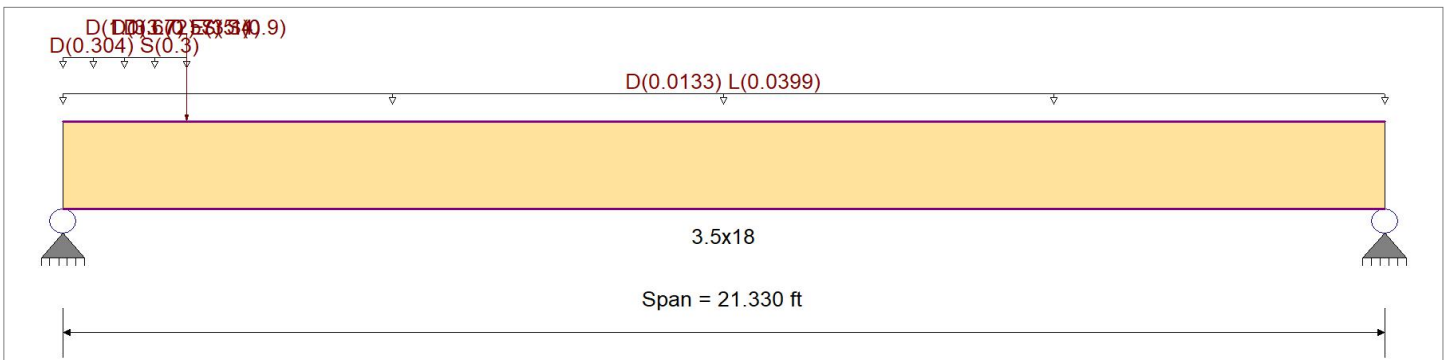 D(0.304) S(0.3)
D(0.0133) L(0.0399)
3.5x18
Span = 21.330 ft